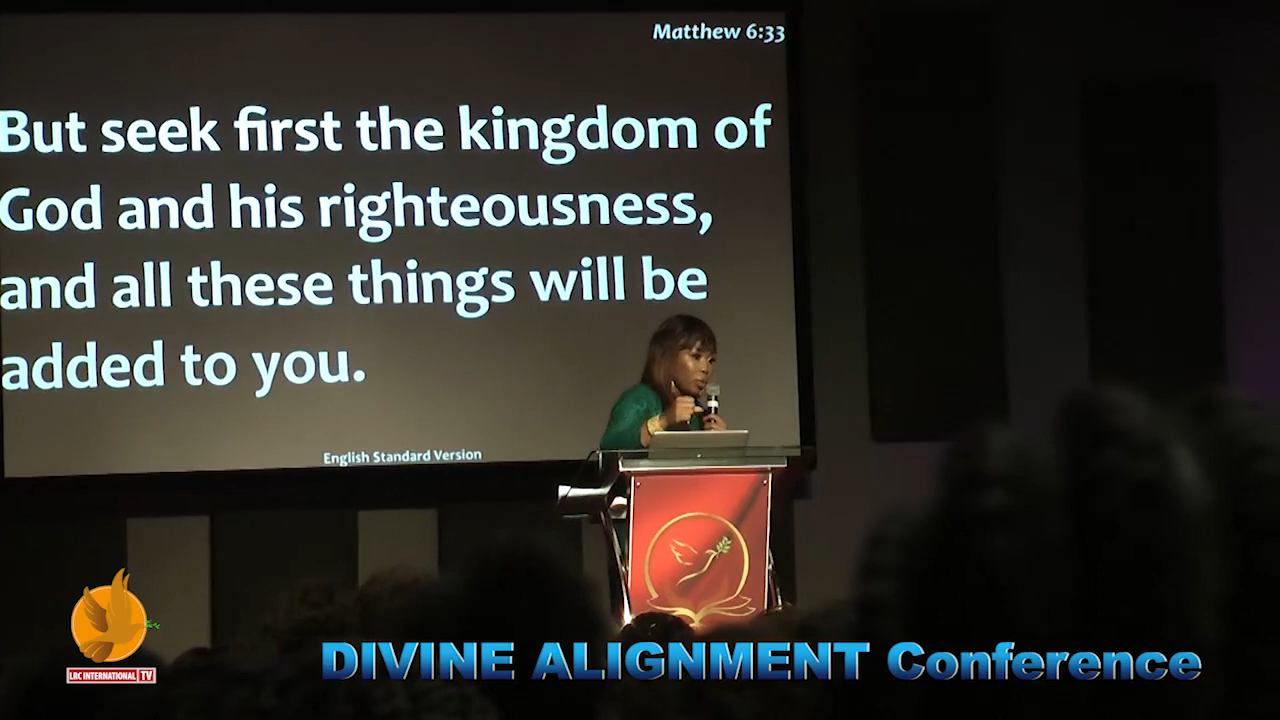 Matthew 6:33
But seek first the kingdom of
God and his righteousness,
and all these things will be
added to you.
English Standard Version
LRC INTERNATIONAL TV
DIVINE ALIGNMENT Conference